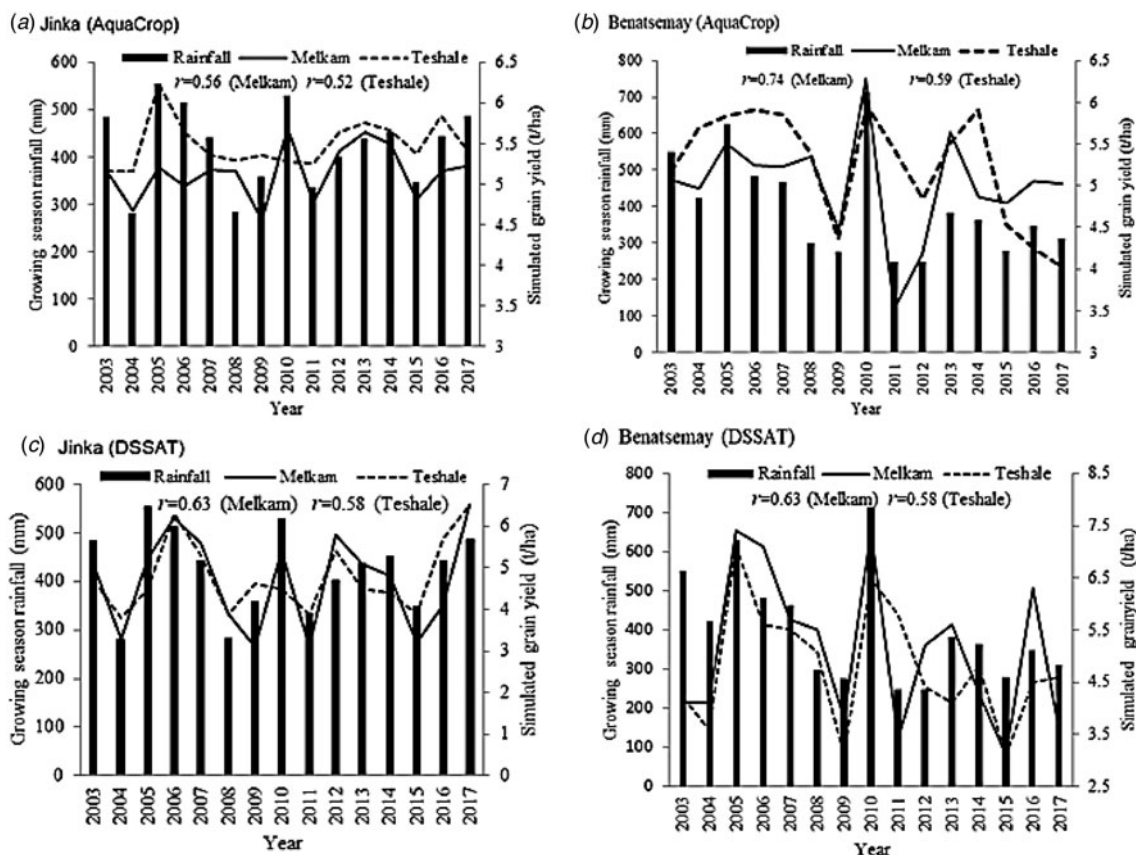 (a) Jinka (AquaCrop)
Rainfall Melkam Teshale
r=0.56 (Melkam) r=0.52 (Teshale)
Growing season rainfall (mm)
600
500
400
300
200
100
0
6.5
6
5.5
5
4.5
4
3.5
3
Simulated grain yield (t/ha)
2003 2004 2005 2006 2007 2008 2009 2010 2011 2012 2013 2014 2015 2016 2017
Year
(b) Benatsemay (AquaCrop)
Rainfall Melkam Teshale
r=0.74 (Melkam) r=0.59 (Teshale)
Growing season rainfall (mm)
800
700
600
500
400
300
200
100
0
6.5
6
5.5
5
4.5
4
3.5
3
Simulated grain yield (t/ha)
2003 2004 2005 2006 2007 2008 2009 2010 2011 2012 2013 2014 2015 2016 2017
Year
(c) Jinka (DSSAT)
Rainfall Melkam Teshale
r=0.63 (Melkam) r=0.58 (Teshale)
Growing season rainfall (mm)
600
500
400
300
200
100
0
7
6
5
4
3
2
1
0
Simulated grain yield (t/ha)
2003 2004 2005 2006 2007 2008 2009 2010 2011 2012 2013 2014 2015 2016 2017
Year
(d) Benatsemay (DSSAT)
Rainfall Melkam Teshale
r=0.63 (Melkam) r=0.58 (Teshale)
Growing season rainfall (mm)
800
700
600
500
400
300
200
100
0
8.5
7.5
6.5
5.5
4.5
3.5
2.5
Simulated grainyield (t/ha)
2003 2004 2005 2006 2007 2008 2009 2010 2011 2012 2013 2014 2015 2016 2017
Year